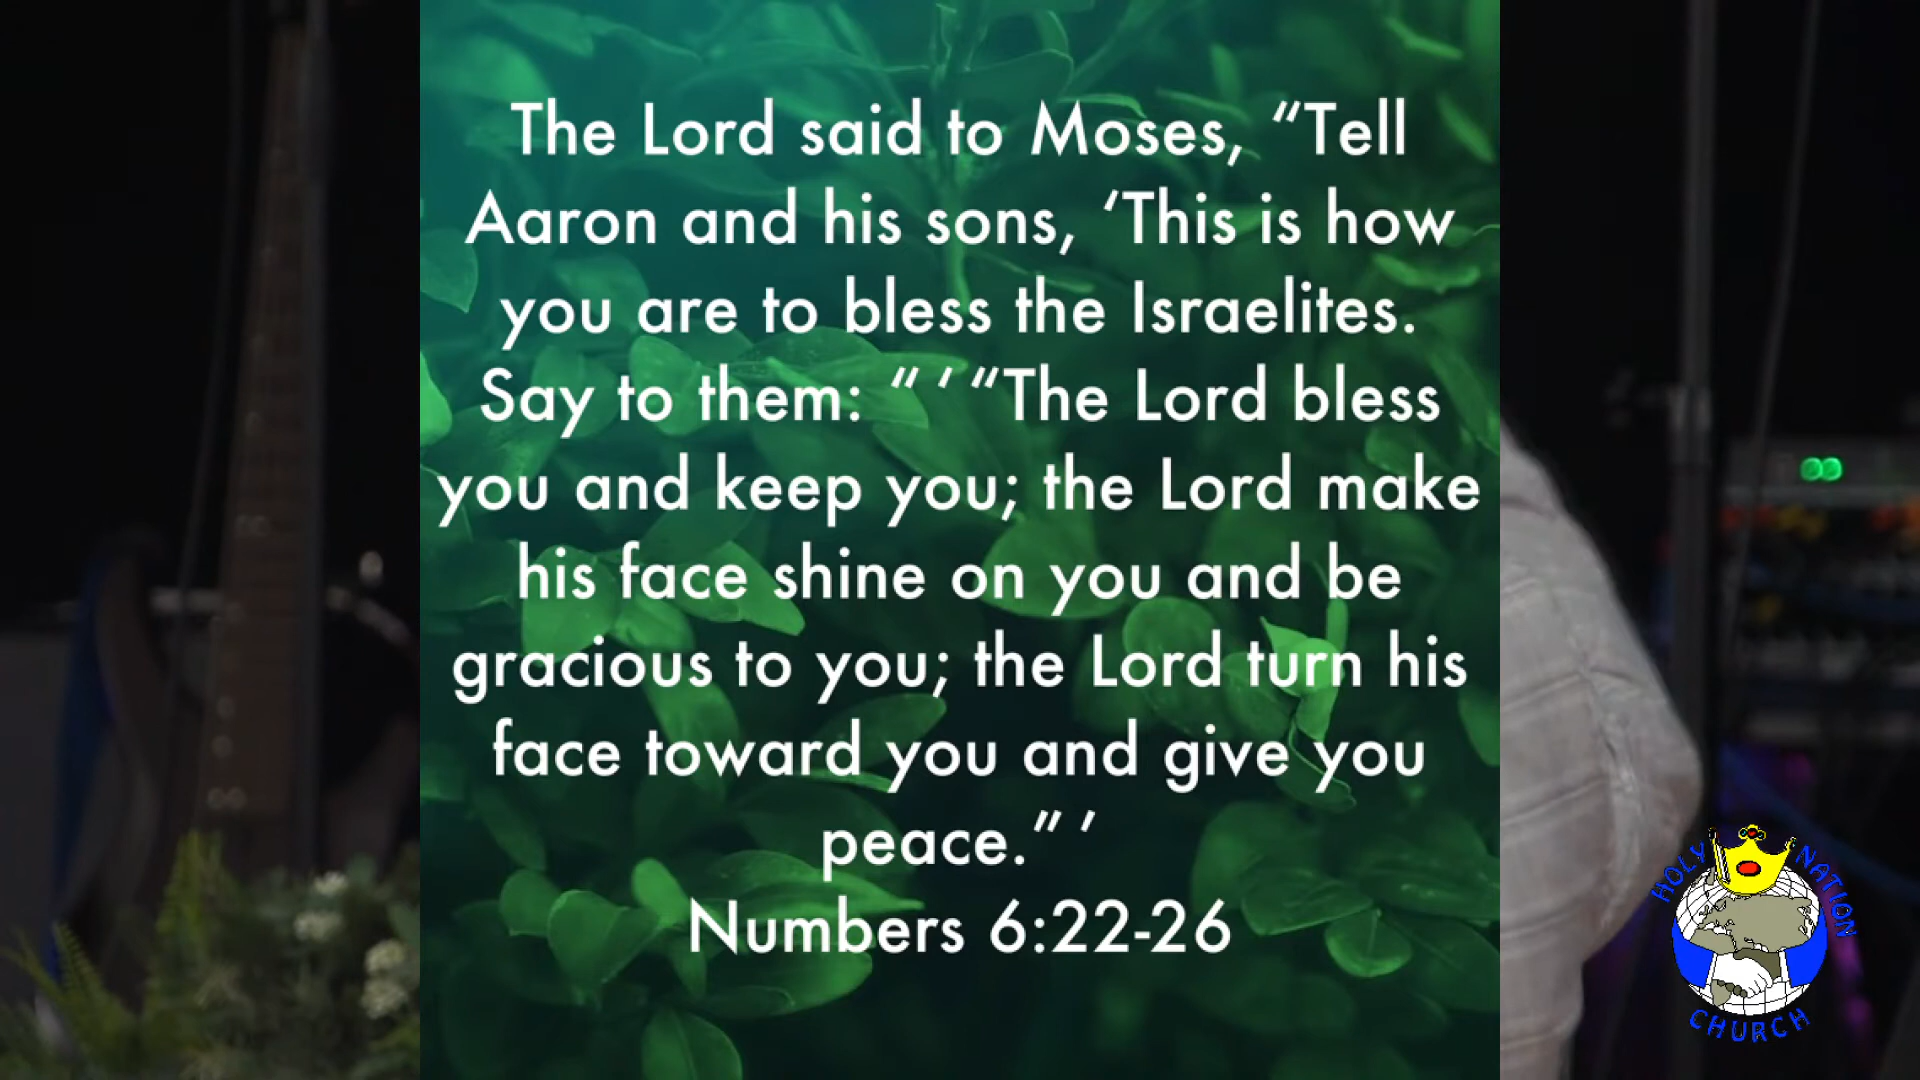 The Lord said to Moses, “Tell
Aaron and his sons, ‘This is how
you are to bless the Israelites.
Say to them: “ ‘ “The Lord bless
you and keep you; the Lord make
his face shine on you and be
gracious to you; the Lord turn his
face toward you and give you
peace.” ’
Numbers 6:22-26
HOLY NATION
CHURCH